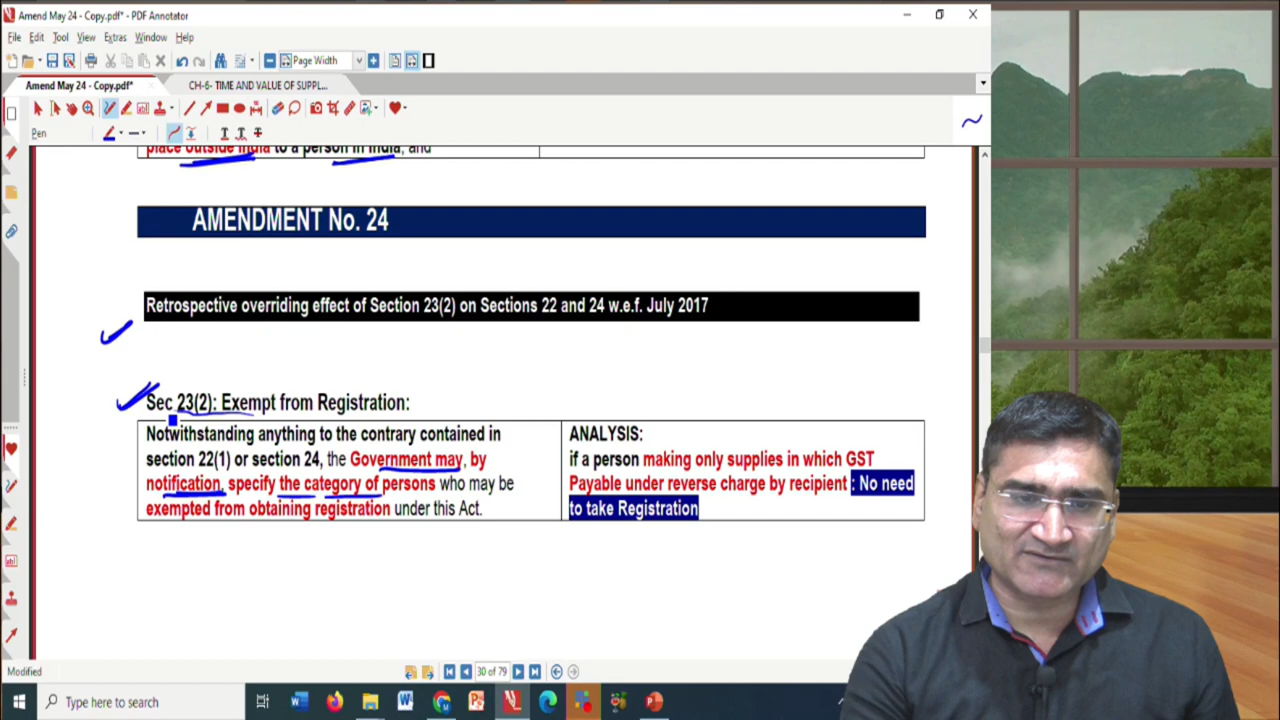 Amend May 24 - Copy.pdf* - PDF Annotator
File Edit Tool View Extras Window Help
Page Width
Amend May 24 - Copy.pdf*
CH-6- TIME AND VALUE OF SUPPL...
Pen
place outside India to a person in India, and
AMENDMENT No. 24
Retrospective overriding effect of Section 23(2) on Sections 22 and 24 w.e.f. July 2017
Sec 23(2): Exempt from Registration:
Notwithstanding anything to the contrary contained in
section 22(1) or section 24, the Government may, by
notification, specify the category of persons who may be
exempted from obtaining registration under this Act.
ANALYSIS:
if a person making only supplies in which GST
Payable under reverse charge by recipient : No need
to take Registration
Modified
30 of 79
Type here to search